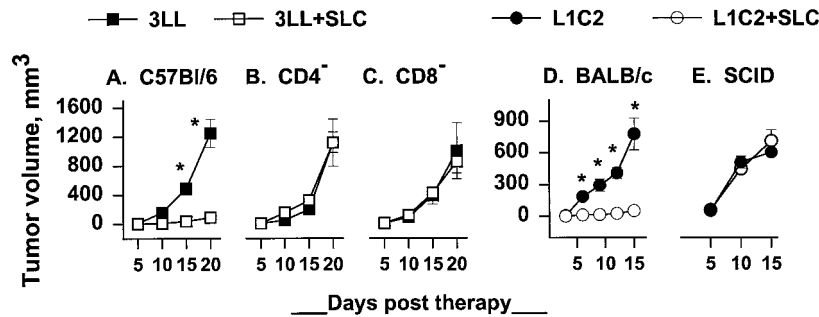 3LL 3LL+SLC L1C2 L1C2+SLC
A. C57Bl/6 B. CD4- C. CD8- D. BALB/c E. SCID
Tumor volume, mm3
1600
1200
800
400
0
900
600
300
0
* *
* * * *
5 10 15 20 5 10 15 20 5 10 15 20 5 10 15 5 10 15
___Days post therapy___